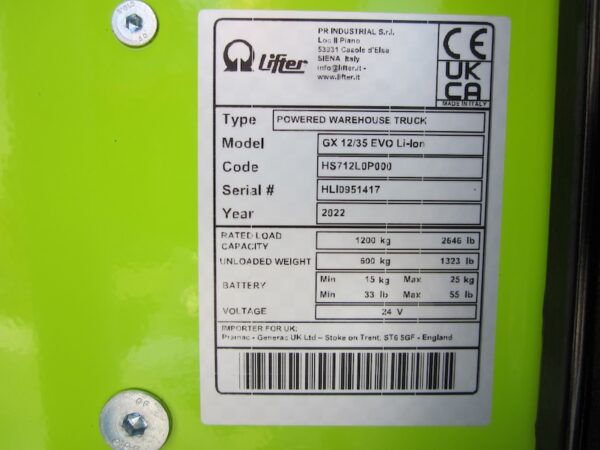 Lifter
PR INDUSTRIAL S.r.l.
Loc Il Piano
53031 Casole d'Elsa
SIENA Italy
info@lifter.it -
www.lifter.it
CE
UK
CA
MADE IN ITALY
Type POWERED WAREHOUSE TRUCK
Model GX 12/35 EVO Li-Ion
Code HS712L0P000
Serial # HLI0951417
Year 2022
RATED LOAD CAPACITY 1200 kg 2646 lb
UNLOADED WEIGHT 600 kg 1323 lb
BATTERY Min 15 kg Max 25 kg
Min 33 lb Max 55 lb
VOLTAGE 24 V
IMPORTER FOR UK:
Pramac - Generac UK Ltd – Stoke on Trent, ST6 5GF - England